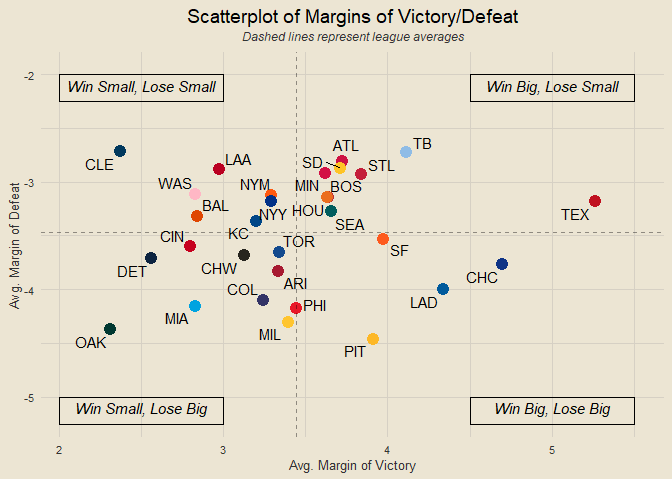 Scatterplot of Margins of Victory/Defeat
Dashed lines represent league averages
-2
Win Small, Lose Small
Win Big, Lose Small
ATL
TB
CLE
LAA
SD
STL
-3
WAS
NYM
MIN
BOS
BAL
NYY
HOU
TEX
KC
SEA
CIN
TOR
SF
DET
CHW
ARI
CHC
Avg. Margin of Defeat
-4
COL
LAD
MIA
PHI
OAK
MIL
PIT
-5
Win Small, Lose Big
Win Big, Lose Big
2
3
4
5
Avg. Margin of Victory